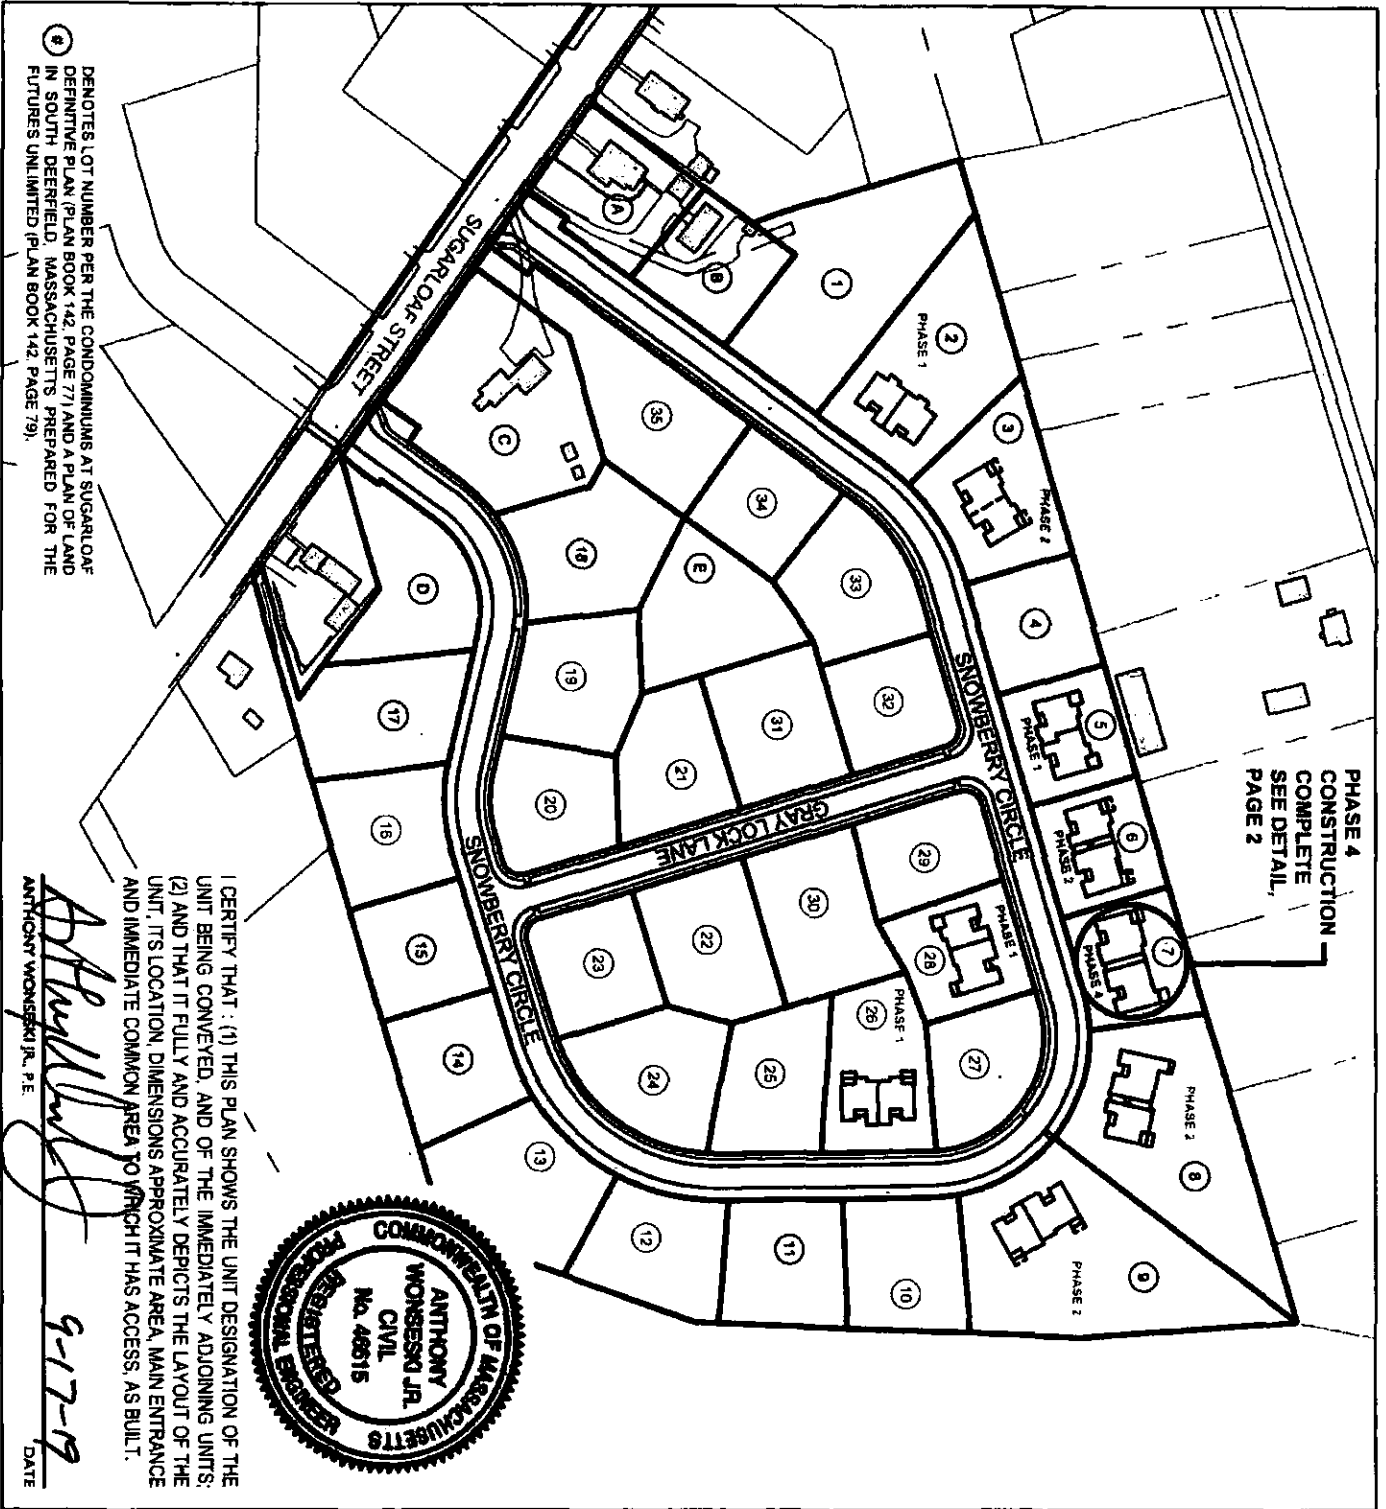 PHASE 4
CONSTRUCTION
COMPLETE
SEE DETAIL,
PAGE 2
SUGARLOAF STREET
SNOWBERRY CIRCLE
GRAY LOCK LANE
SNOWBERRY CIRCLE
A
B
C
D
E
1
2
PHASE 1
3
PHASE 2
4
5
PHASE 1
6
PHASE 2
7
PHASE 4
8
PHASE 2
9
PHASE 2
10
11
12
13
14
15
16
17
18
19
20
21
22
23
24
25
26
PHASE 1
27
28
PHASE 1
29
30
31
32
33
34
35
#
DENOTES LOT NUMBER PER THE CONDOMINIUMS AT SUGARLOAF
DEFINITIVE PLAN (PLAN BOOK 142, PAGE 77) AND A PLAN OF LAND
IN SOUTH DEERFIELD, MASSACHUSETTS PREPARED FOR THE
FUTURES UNLIMITED (PLAN BOOK 142, PAGE 79).
I CERTIFY THAT : (1) THIS PLAN SHOWS THE UNIT DESIGNATION OF THE
UNIT BEING CONVEYED, AND OF THE IMMEDIATELY ADJOINING UNITS;
(2) AND THAT IT FULLY AND ACCURATELY DEPICTS THE LAYOUT OF THE
UNIT, ITS LOCATION, DIMENSIONS APPROXIMATE AREA, MAIN ENTRANCE
AND IMMEDIATE COMMON AREA TO WHICH IT HAS ACCESS, AS BUILT.
9-17-19
ANTHONY WONSESKI JR., P.E.
DATE
COMMONWEALTH OF MASSACHUSETTS
ANTHONY
WONSESKI JR.
CIVIL
No. 46615
REGISTERED
PROFESSIONAL ENGINEER